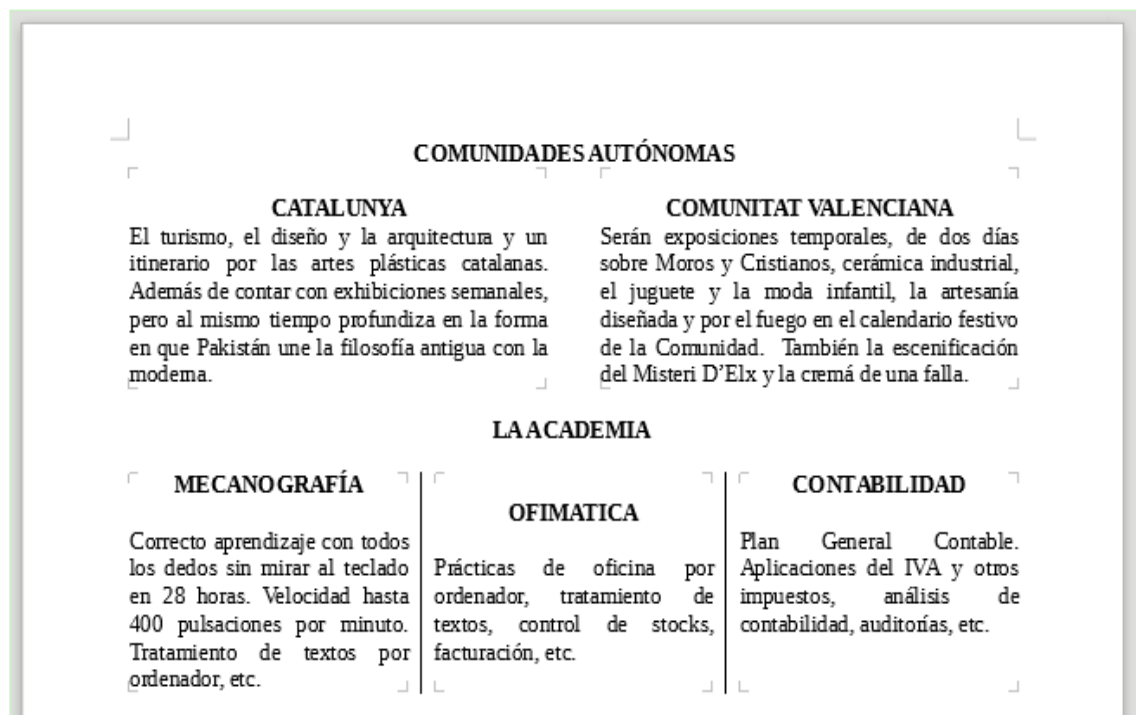 COMUNIDADES AUTÓNOMAS
CATALUNYA
El turismo, el diseño y la arquitectura y un
itinerario por las artes plásticas catalanas.
Además de contar con exhibiciones semanales,
pero al mismo tiempo profundiza en la forma
en que Pakistán une la filosofía antigua con la
moderna.
COMUNITAT VALENCIANA
Serán exposiciones temporales, de dos días
sobre Moros y Cristianos, cerámica industrial,
el juguete y la moda infantil, la artesanía
diseñada y por el fuego en el calendario festivo
de la Comunidad. También la escenificación
del Misteri D’Elx y la cremá de una falla.
LA ACADEMIA
MECANOGRAFÍA
Correcto aprendizaje con todos
los dedos sin mirar al teclado
en 28 horas. Velocidad hasta
400 pulsaciones por minuto.
Tratamiento de textos por
ordenador, etc.
OFIMATICA
Prácticas de oficina por
ordenador, tratamiento de
textos, control de stocks,
facturación, etc.
CONTABILIDAD
Plan General Contable.
Aplicaciones del IVA y otros
impuestos, análisis de
contabilidad, auditorías, etc.